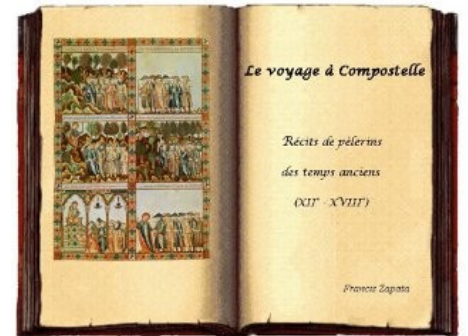 Le voyage à Compostelle
Récits de pèlerins
des temps anciens
(XIIᵉ - XVIIIᵉ)
Francis Zapata